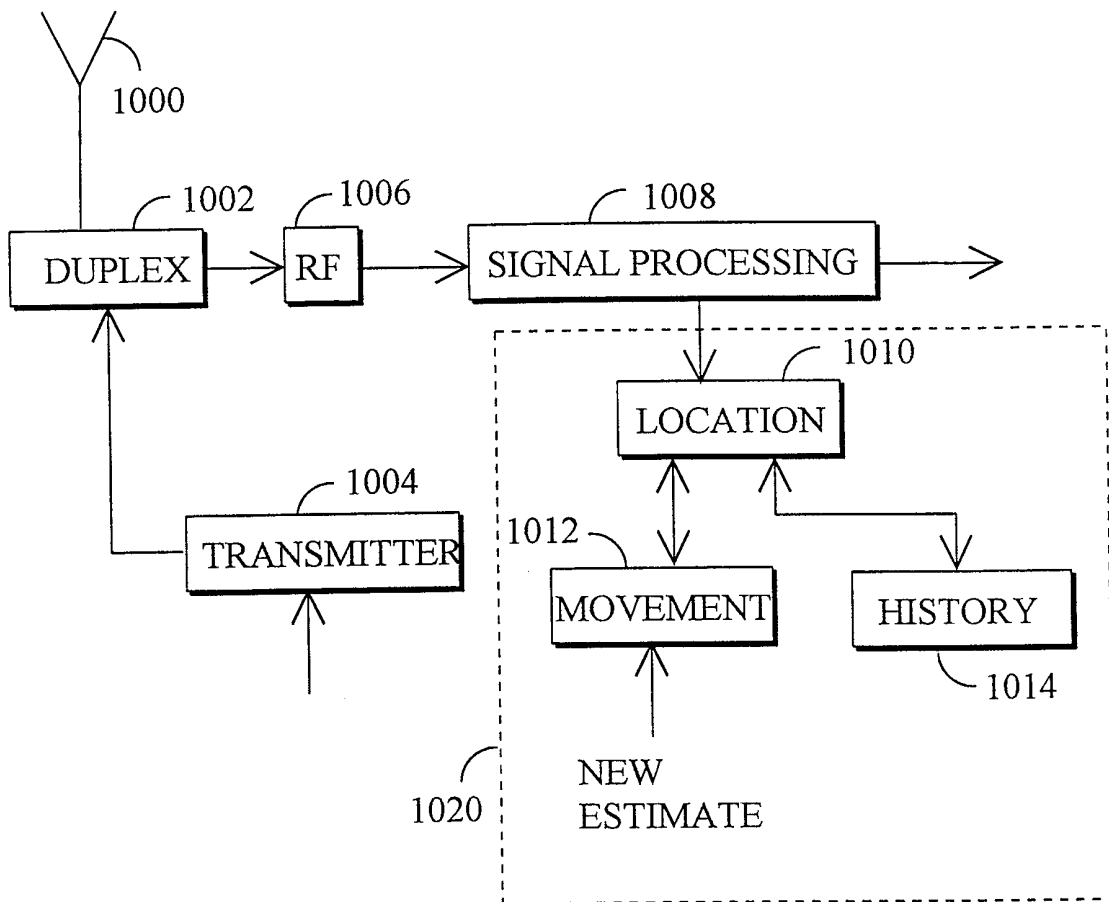 1000
1002
1006
1008
DUPLEX
RF
SIGNAL PROCESSING
1010
LOCATION
1004
TRANSMITTER
1012
MOVEMENT
HISTORY
1014
NEW
ESTIMATE
1020